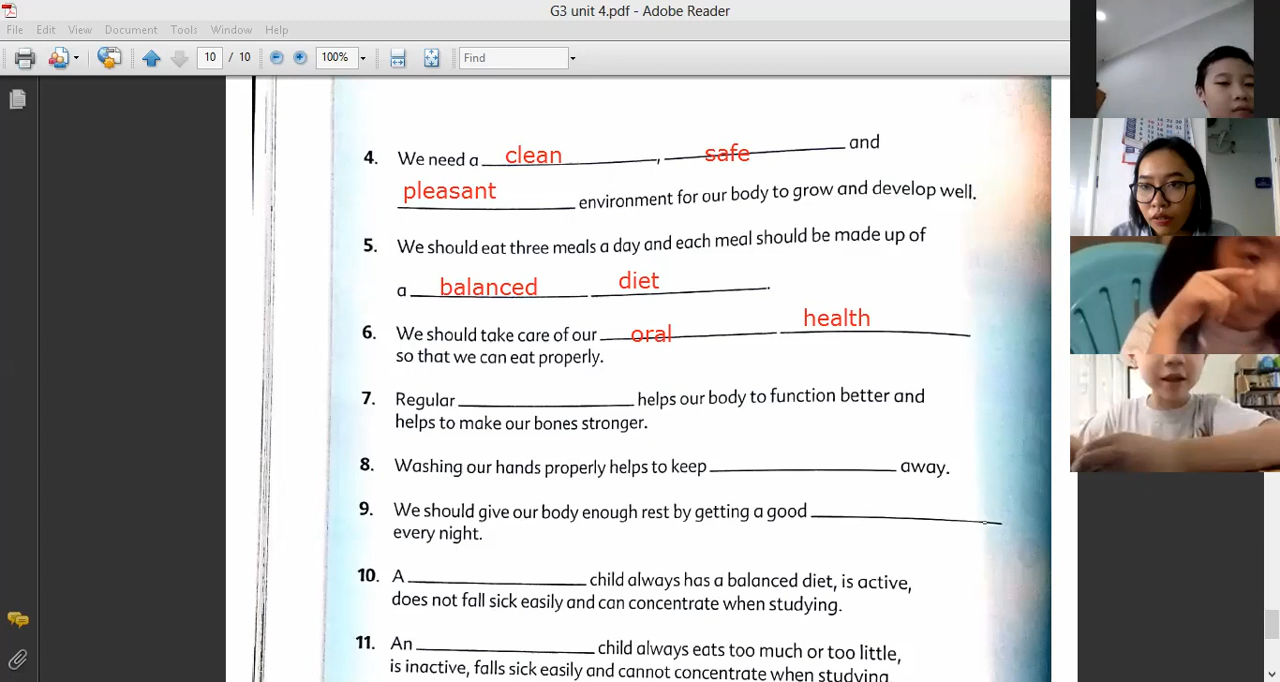 G3 unit 4.pdf - Adobe Reader
File Edit View Document Tools Window Help
10 / 10 100% Find
4. We need a clean , safe and
pleasant environment for our body to grow and develop well.
5. We should eat three meals a day and each meal should be made up of
a balanced diet .
6. We should take care of our oral health
so that we can eat properly.
7. Regular helps our body to function better and
helps to make our bones stronger.
8. Washing our hands properly helps to keep away.
9. We should give our body enough rest by getting a good
every night.
10. A child always has a balanced diet, is active,
does not fall sick easily and can concentrate when studying.
11. An child always eats too much or too little,
is inactive, falls sick easily and cannot concentrate when studying